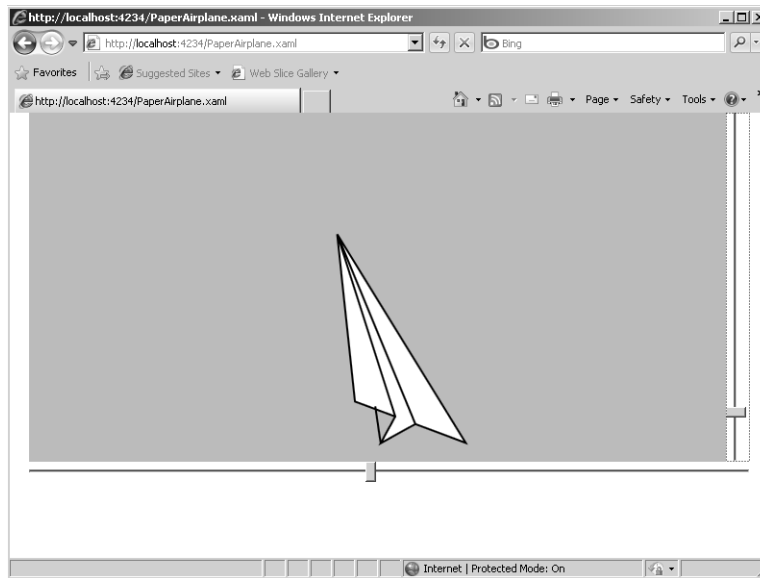 http://localhost:4234/PaperAirplane.xaml - Windows Internet Explorer
http://localhost:4234/PaperAirplane.xaml Bing
Favorites Suggested Sites Web Slice Gallery
http://localhost:4234/PaperAirplane.xaml Page Safety Tools
Internet | Protected Mode: On